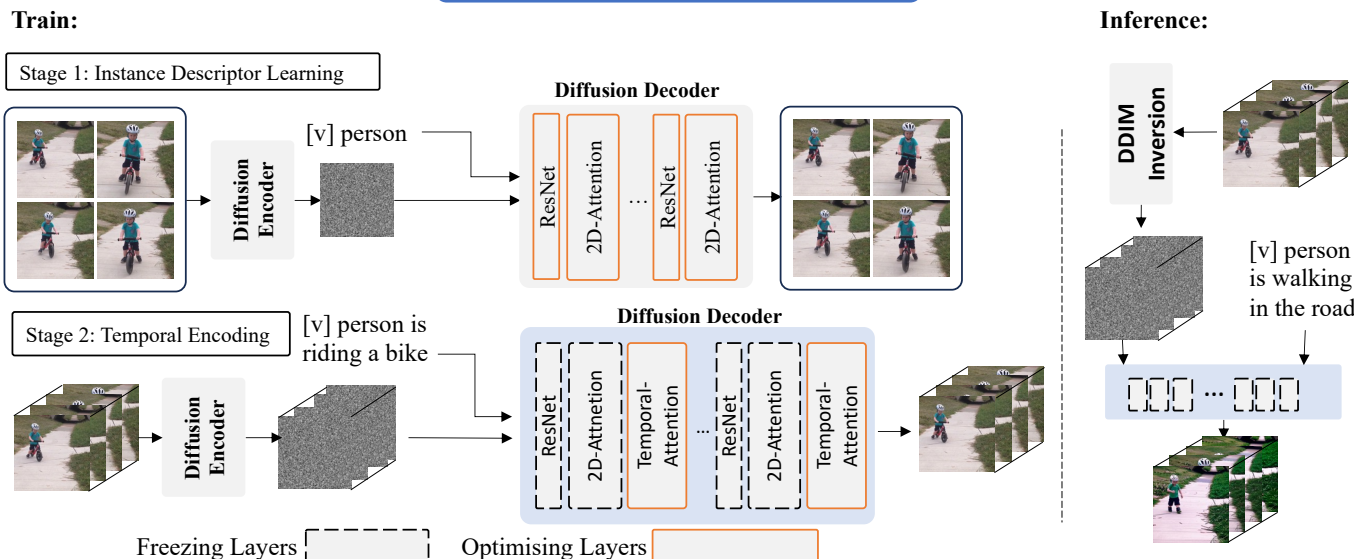 Train:
Inference:
Stage 1: Instance Descriptor Learning
Diffusion Decoder
[v] person
Diffusion
Encoder
ResNet
2D-Attention
...
ResNet
2D-Attention
DDIM
Inversion
[v] person
is walking
in the road
Stage 2: Temporal Encoding
[v] person is
riding a bike
Diffusion Decoder
Diffusion
Encoder
ResNet
2D-Attnetion
Temporal-
Attention
...
ResNet
2D-Attention
Temporal-
Attention
...
Freezing Layers
Optimising Layers